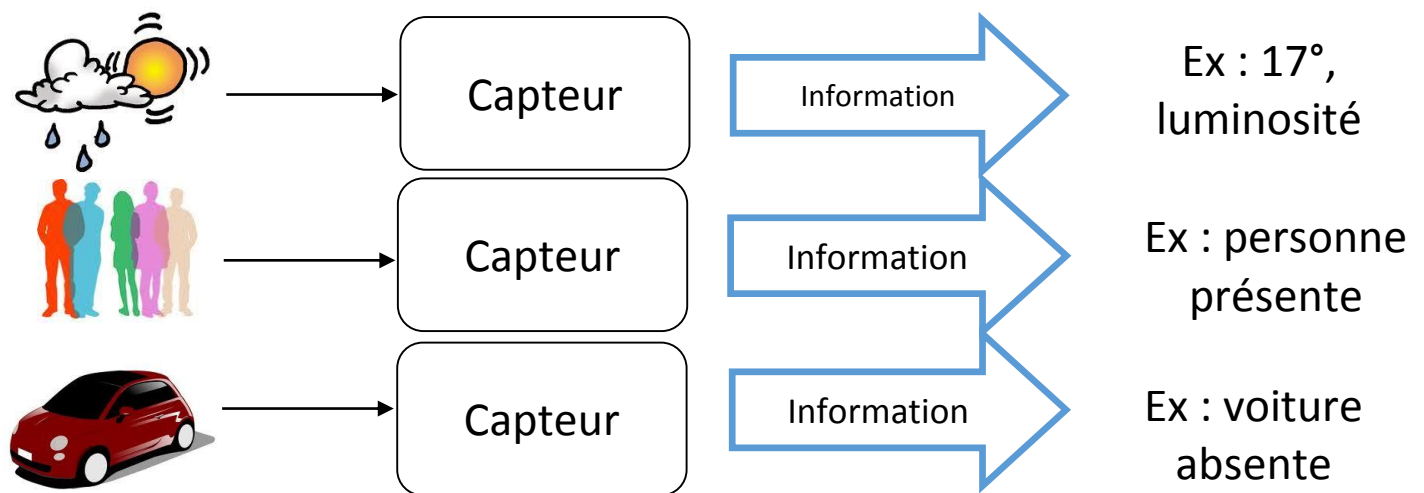 Capteur
Information
Ex : 17°,
luminosité
Capteur
Information
Ex : personne
présente
Capteur
Information
Ex : voiture
absente